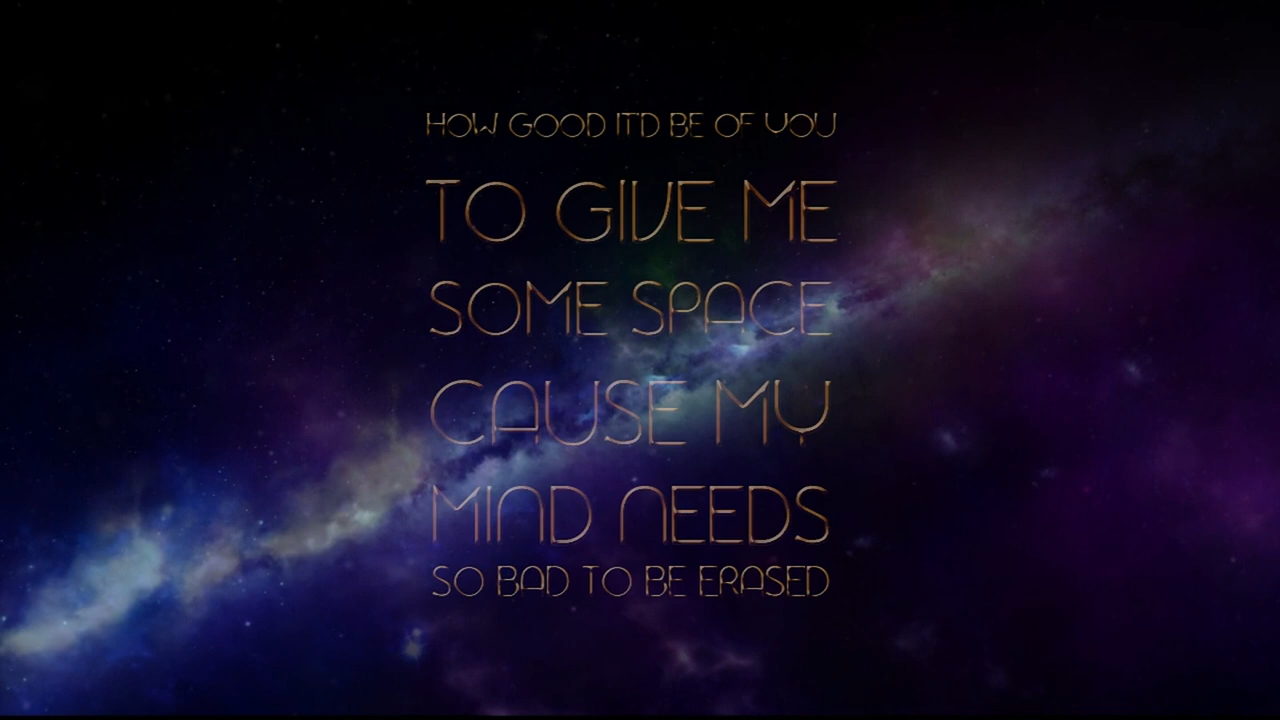 HOW GOOD IT'D BE OF YOU
TO GIVE ME
SOME SPACE
CAUSE MY
MIND NEEDS
SO BAD TO BE ERASED